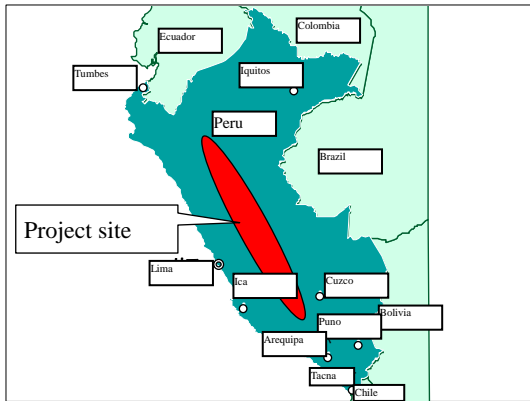 Colombia
Ecuador
Tumbes
Iquitos
Peru
Brazil
Project site
Lima
Ica
Cuzco
Bolivia
Puno
Arequipa
Tacna
Chile